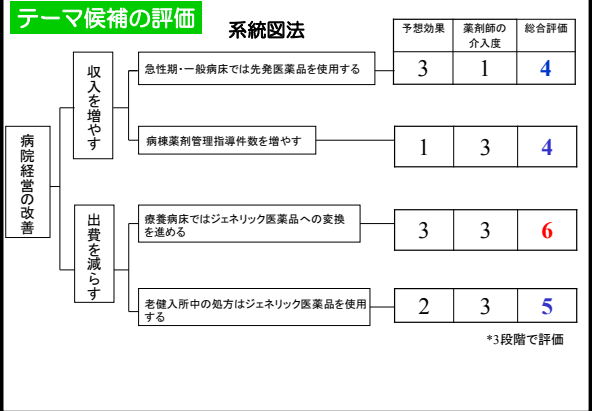 テーマ候補の評価
系統図法
予想効果
薬剤師の
介入度
総合評価
病院経営の改善
収入を増やす
急性期・一般病床では先発医薬品を使用する
3 1 4
病棟薬剤管理指導件数を増やす
1 3 4
出費を減らす
療養病床ではジェネリック医薬品への変換
を進める
3 3 6
老健入所中の処方はジェネリック医薬品を使用
する
2 3 5
*3段階で評価